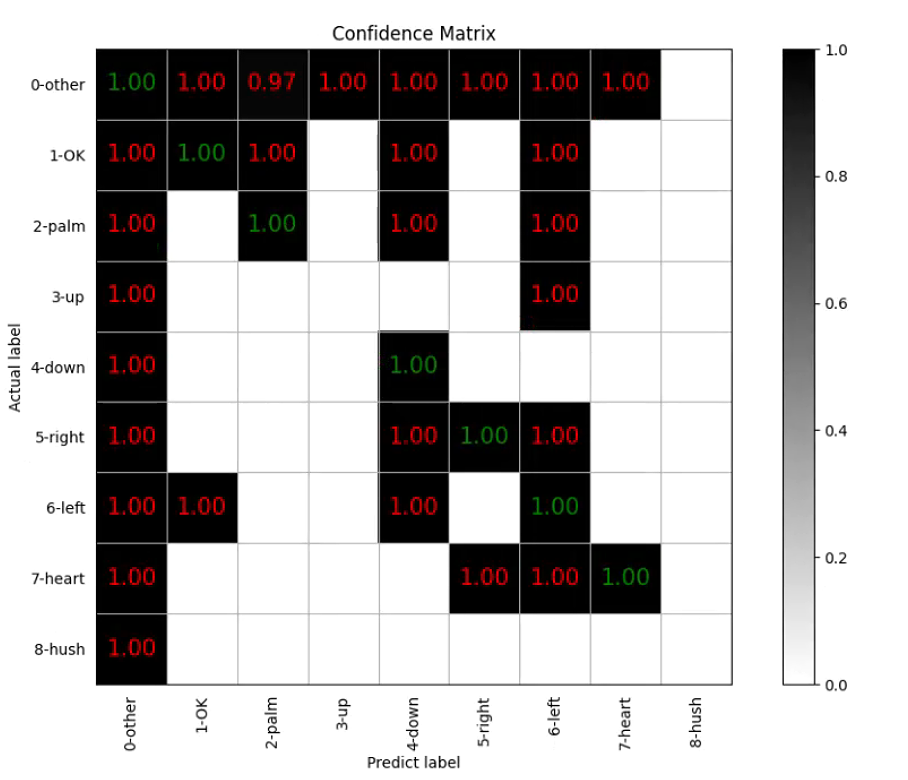 Confidence Matrix
0-other 1.00 1.00 0.97 1.00 1.00 1.00 1.00 1.00
1-OK 1.00 1.00 1.00 1.00 1.00
2-palm 1.00 1.00 1.00 1.00
3-up 1.00 1.00
4-down 1.00 1.00
5-right 1.00 1.00 1.00 1.00
6-left 1.00 1.00 1.00 1.00
7-heart 1.00 1.00 1.00 1.00
8-hush 1.00
Actual label
0-other 1-OK 2-palm 3-up 4-down 5-right 6-left 7-heart 8-hush
Predict label
1.0
0.8
0.6
0.4
0.2
0.0